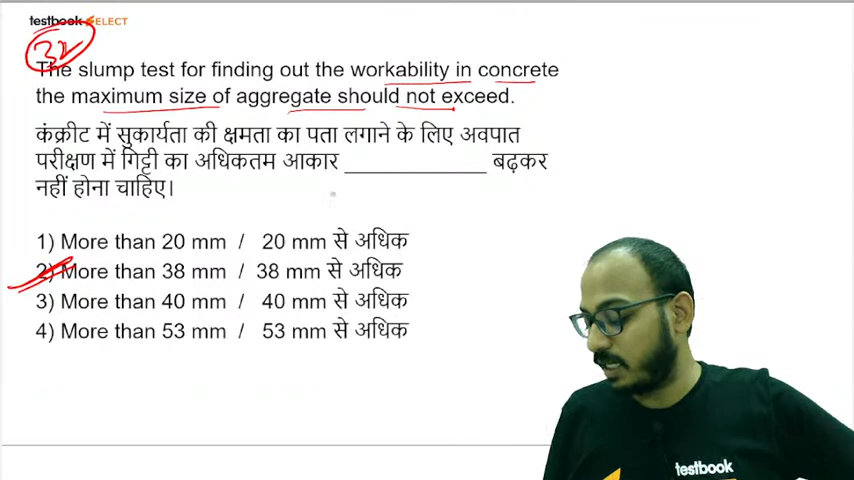 testbook SELECT
32
The slump test for finding out the workability in concrete
the maximum size of aggregate should not exceed.
कंक्रीट में सुकार्यता की क्षमता का पता लगाने के लिए अवपात
परीक्षण में गिट्टी का अधिकतम आकार ______________ बढ़कर
नहीं होना चाहिए।
1) More than 20 mm / 20 mm से अधिक
2) More than 38 mm / 38 mm से अधिक
3) More than 40 mm / 40 mm से अधिक
4) More than 53 mm / 53 mm से अधिक
testbook